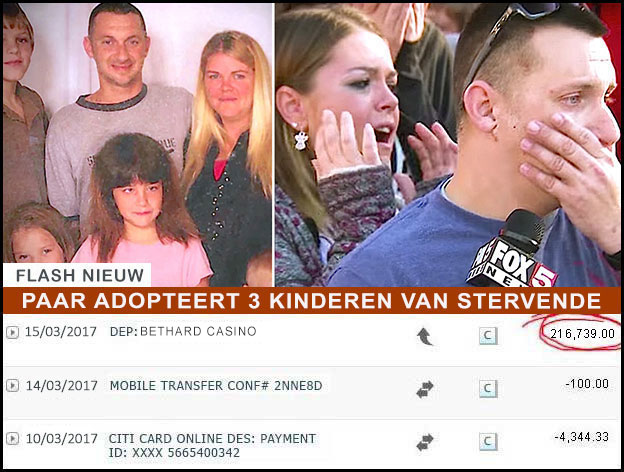 FOX 5
NE
FLASH NIEUW
PAAR ADOPTEERT 3 KINDEREN VAN STERVENDE
15/03/2017 DEP:BETHARD CASINO C 216,739.00
14/03/2017 MOBILE TRANSFER CONF# 2NNE8D C -100.00
10/03/2017 CITI CARD ONLINE DES: PAYMENT C -4,344.33
ID: XXXX 5665400342